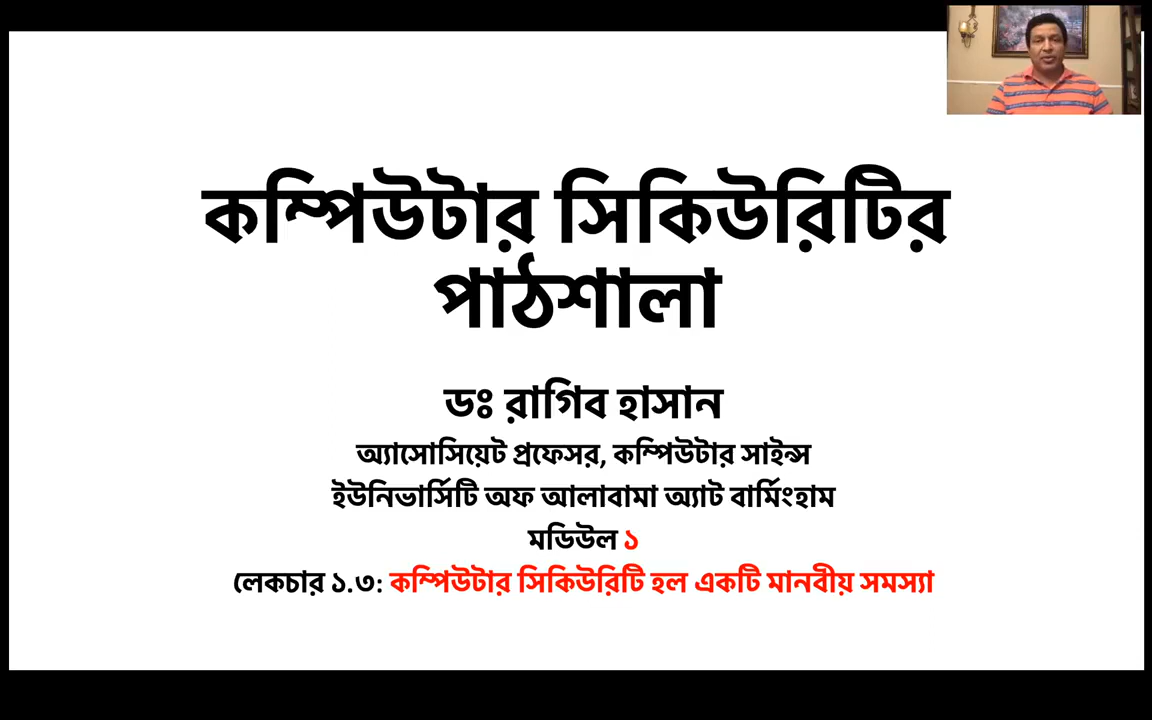 কম্পিউটার সিকিউরিটির
পাঠশালা
ডঃ রাগিব হাসান
অ্যাসোসিয়েট প্রফেসর, কম্পিউটার সাইন্স
ইউনিভার্সিটি অফ আলাবামা অ্যাট বার্মিংহাম
মডিউল ১
লেকচার ১.৩: কম্পিউটার সিকিউরিটি হল একটি মানবীয় সমস্যা